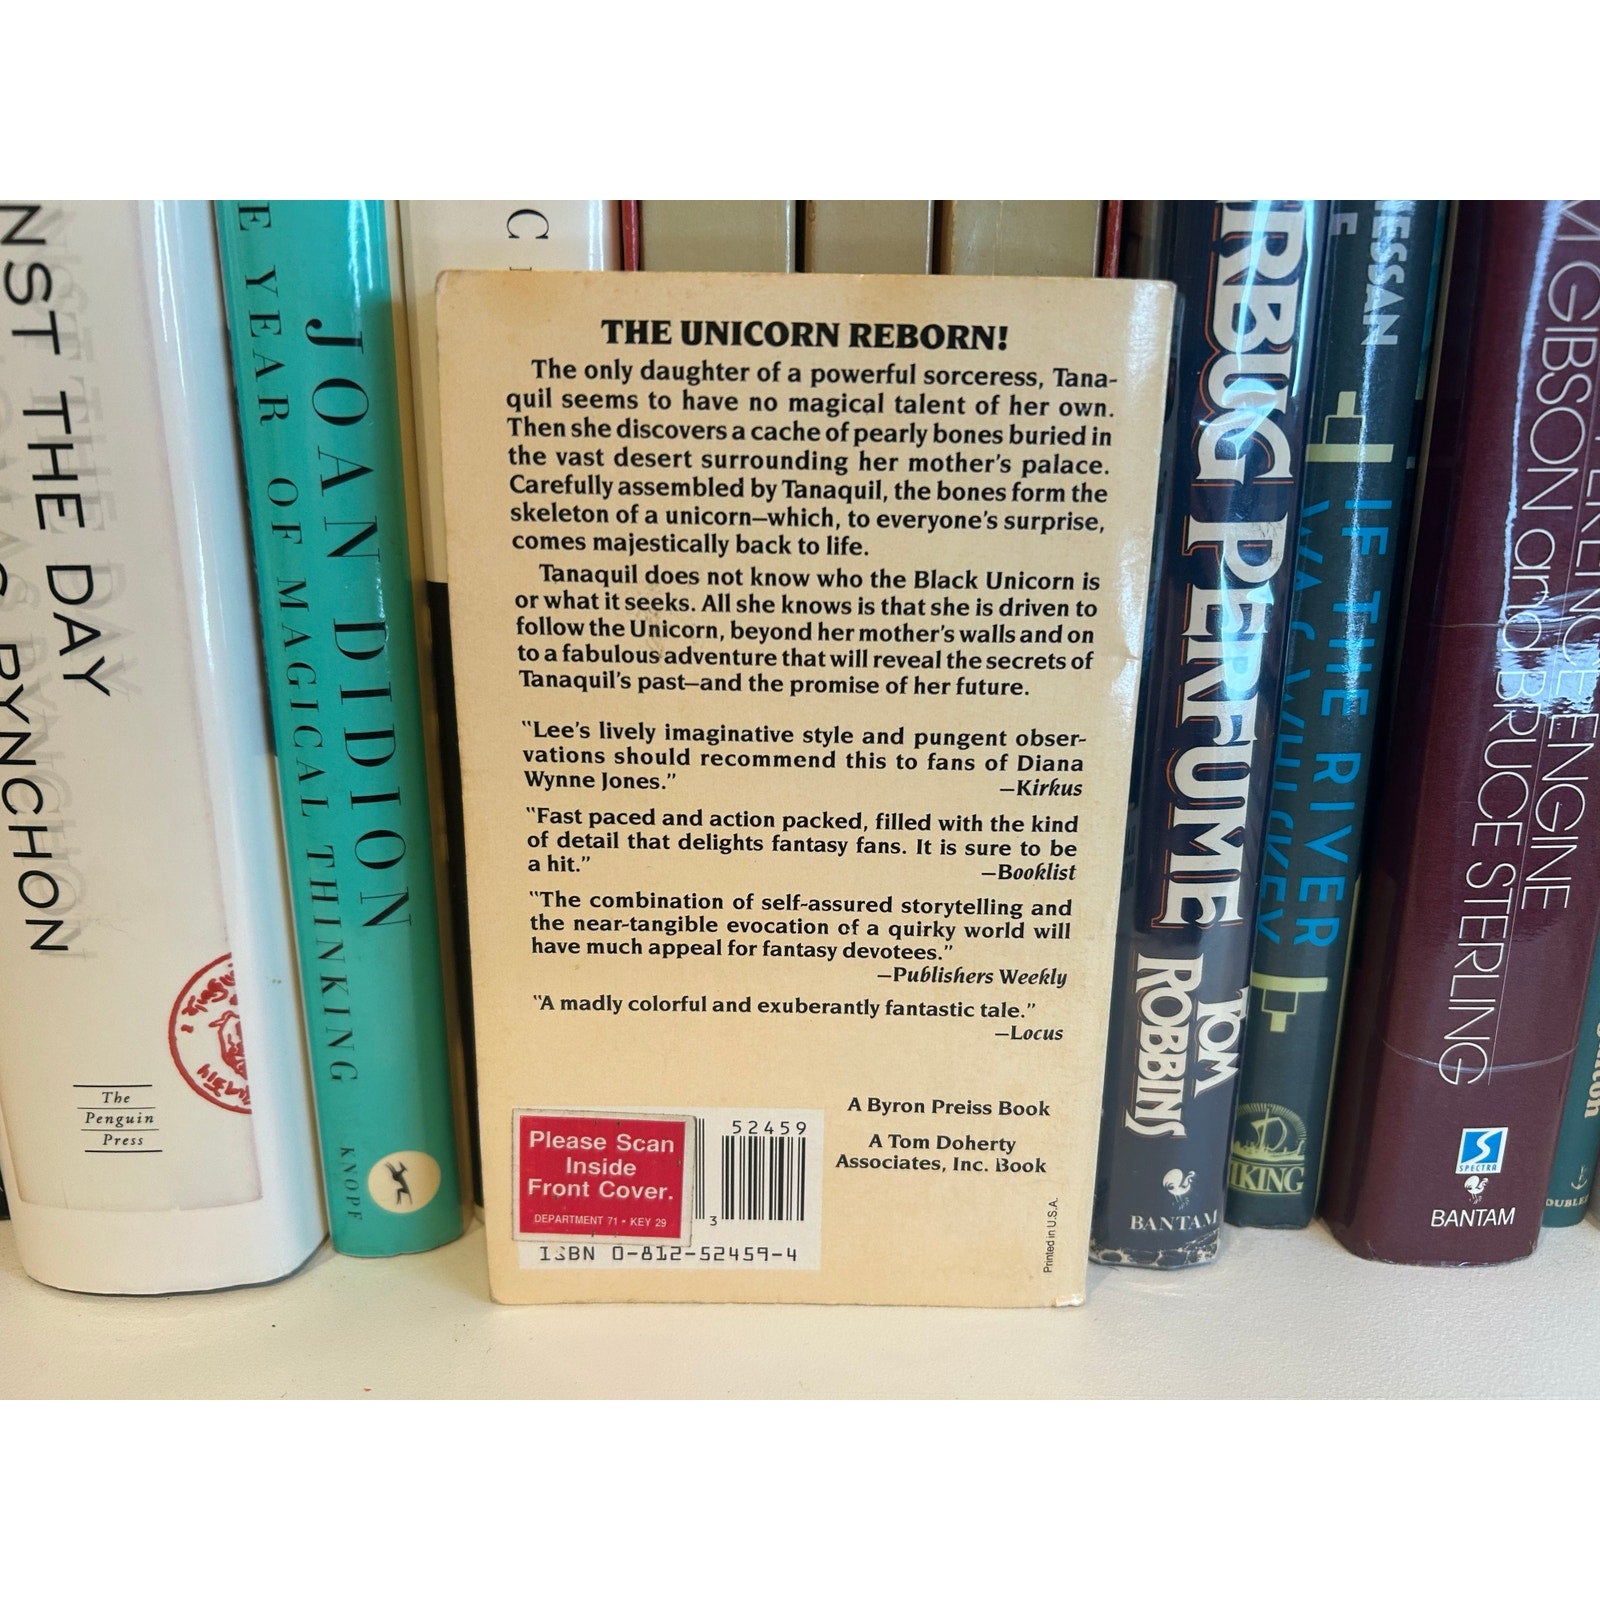 THE UNICORN REBORN!
The only daughter of a powerful sorceress, Tana-
quil seems to have no magical talent of her own.
Then she discovers a cache of pearly bones buried in
the vast desert surrounding her mother's palace.
Carefully assembled by Tanaquil, the bones form the
skeleton of a unicorn—which, to everyone's surprise,
comes majestically back to life.
Tanaquil does not know who the Black Unicorn is
or what it seeks. All she knows is that she is driven to
follow the Unicorn, beyond her mother's walls and on
to a fabulous adventure that will reveal the secrets of
Tanaquil's past—and the promise of her future.
"Lee's lively imaginative style and pungent obser-
vations should recommend this to fans of Diana
Wynne Jones."
—Kirkus
"Fast paced and action packed, filled with the kind
of detail that delights fantasy fans. It is sure to be
a hit."
—Booklist
"The combination of self-assured storytelling and
the near-tangible evocation of a quirky world will
have much appeal for fantasy devotees."
—Publishers Weekly
"A madly colorful and exuberantly fantastic tale."
—Locus
A Byron Preiss Book
A Tom Doherty
Associates, Inc. Book
Printed in U.S.A.
Please Scan
Inside
Front Cover.
DEPARTMENT 71 • KEY 29
52459
3
ISBN 0-812-52459-4
NST THE DAY
PYNCHON
The
Penguin
Press
JOAN DIDION
E YEAR OF MAGICAL THINKING
KNOPF
C
RBUG PERFUME
TOM
ROBBINS
BANTAM
ESSAN
IF THE RIVER
WAS WHISKEY
IKING
M GIBSON and BRUCE STERLING
ERENCE ENGINE
SPECTRA
BANTAM